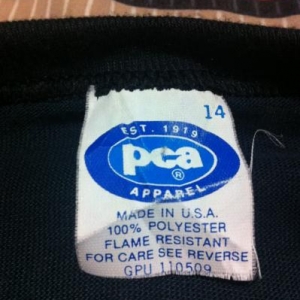 14
EST. 1919
pca®
APPAREL
MADE IN U.S.A.
100% POLYESTER
FLAME RESISTANT
FOR CARE SEE REVERSE
GPU 110509